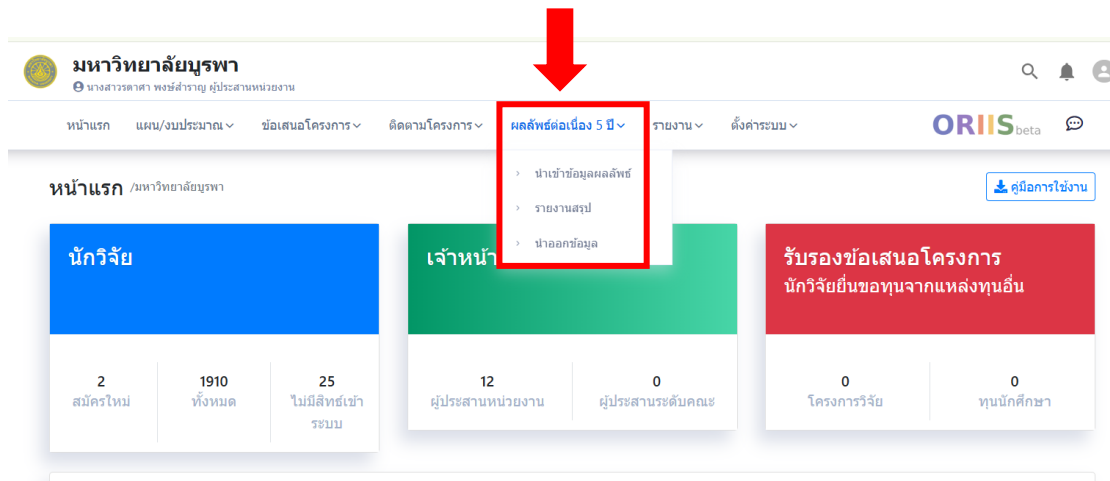 มหาวิทยาลัยบูรพา
นางสาวรดาศา พงษ์สำราญ ผู้ประสานหน่วยงาน
หน้าแรก แผน/งบประมาณ ข้อเสนอโครงการ ติดตามโครงการ ผลลัพธ์ต่อเนื่อง 5 ปี รายงาน ตั้งค่าระบบ ORIIS beta
นำเข้าข้อมูลผลลัพธ์
รายงานสรุป
นำออกข้อมูล
หน้าแรก /มหาวิทยาลัยบูรพา
คู่มือการใช้งาน
นักวิจัย
เจ้าหน้า
รับรองข้อเสนอโครงการ
นักวิจัยยื่นขอทุนจากแหล่งทุนอื่น
2 1910 25 12 0 0 0
สมัครใหม่ ทั้งหมด ไม่มีสิทธ์เข้า ผู้ประสานหน่วยงาน ผู้ประสานระดับคณะ โครงการวิจัย ทุนนักศึกษา
ระบบ